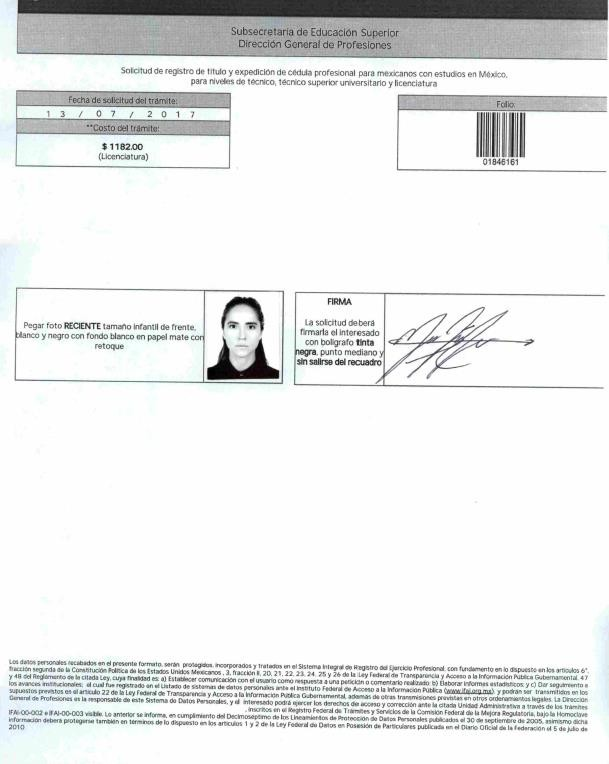 Subsecretaría de Educación Superior
Dirección General de Profesiones
Solicitud de registro de título y expedición de cédula profesional para mexicanos con estudios en México,
para niveles de técnico, técnico superior universitario y licenciatura
Fecha de solicitud del trámite:
1 3 / 0 7 / 2 0 1 7
**Costo del trámite:
$ 1182.00
(Licenciatura)
Folio:
01846161
Pegar foto RECIENTE tamaño infantil de frente,
blanco y negro con fondo blanco en papel mate con
retoque
FIRMA
La solicitud deberá
firmarla el interesado
con bolígrafo tinta
negra, punto mediano y
sin salirse del recuadro
Los datos personales recabados en el presente formato, serán protegidos, incorporados y tratados en el Sistema Integral de Registro del Ejercicio Profesional, con fundamento en lo dispuesto en los artículos 6°,
fracción segunda de la Constitución Política de los Estados Unidos Mexicanos , 3, fracción II, 20, 21, 22, 23, 24, 25 y 26 de la Ley Federal de Transparencia y Acceso a la Información Pública Gubernamental, 47
y 48 del Reglamento de la citada Ley, cuya finalidad es: a) Establecer comunicación con el usuario como respuesta a una petición o comentario realizado: b) Elaborar informes estadísticos; y c) Dar seguimiento a
los avances institucionales; el cual fue registrado en el Listado de sistemas de datos personales ante el Instituto Federal de Acceso a la Información Pública (www.ifai.org.mx), y podrán ser transmitidos en los
supuestos previstos en el artículo 22 de la Ley Federal de Transparencia y Acceso a la Información Pública Gubernamental, además de otras transmisiones previstas en otros ordenamientos legales. La Dirección
General de Profesiones es la responsable de este Sistema de Datos Personales, y el interesado podrá ejercer los derechos de acceso y corrección ante la citada Unidad Administrativa a través de los trámites
, inscritos en el Registro Federal de Trámites y Servicios de la Comisión Federal de la Mejora Regulatoria, bajo la Homoclave
IFAI-00-002 e IFAI-00-003 visible. Lo anterior se informa, en cumplimiento del Decimoséptimo de los Lineamientos de Protección de Datos Personales publicados el 30 de septiembre de 2005, asimismo dicha
información deberá protegerse también en términos de lo dispuesto en los artículos 1 y 2 de la Ley Federal de Datos en Posesión de Particulares publicada en el Diario Oficial de la Federación el 5 de julio de
2010